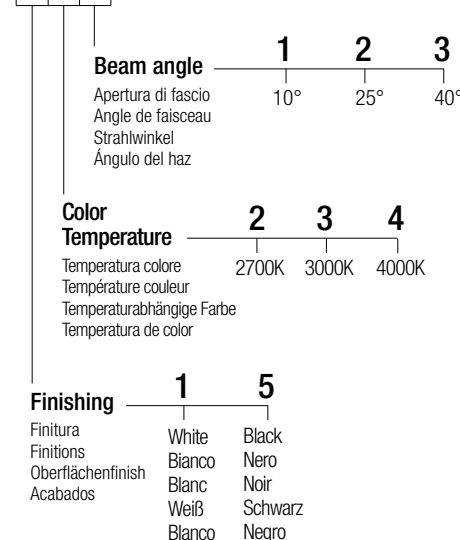 Beam angle
1 2 3
10° 25° 40°
Apertura di fascio
Angle de faisceau
Strahlwinkel
Ángulo del haz
Color
Temperature
2 3 4
2700K 3000K 4000K
Temperatura colore
Température couleur
Temperaturabhängige Farbe
Temperatura de color
Finishing
1 5
Finitura
Finitions
Oberflächenfinish
Acabados
White Black
Bianco Nero
Blanc Noir
Weiß Schwarz
Blanco Negro